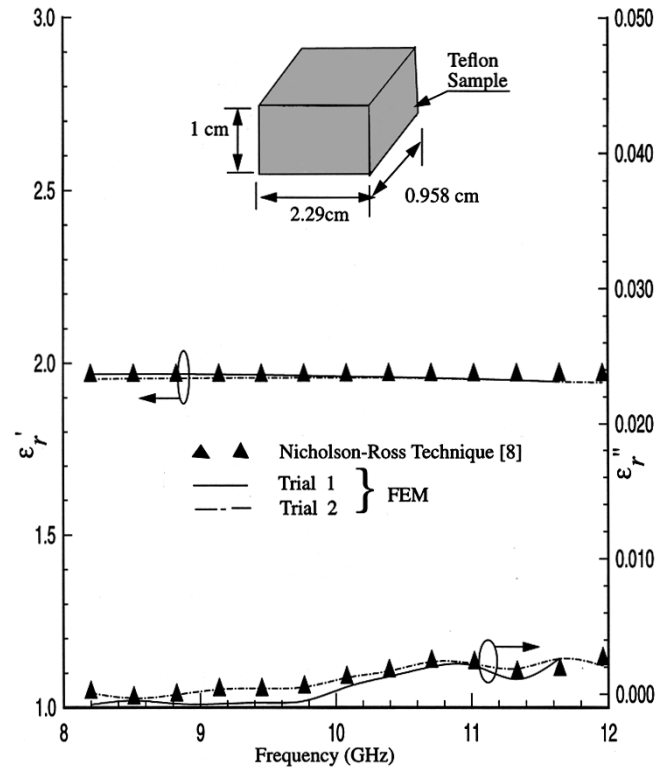 3.0
0.050
Teflon
Sample
1 cm
0.040
2.5
0.958 cm
2.29cm
0.030
2.0
εr'
0.020
εr''
Nicholson-Ross Technique [8]
Trial 1
FEM
Trial 2
1.5
0.010
0.000
1.0
8 9 10 11 12
Frequency (GHz)